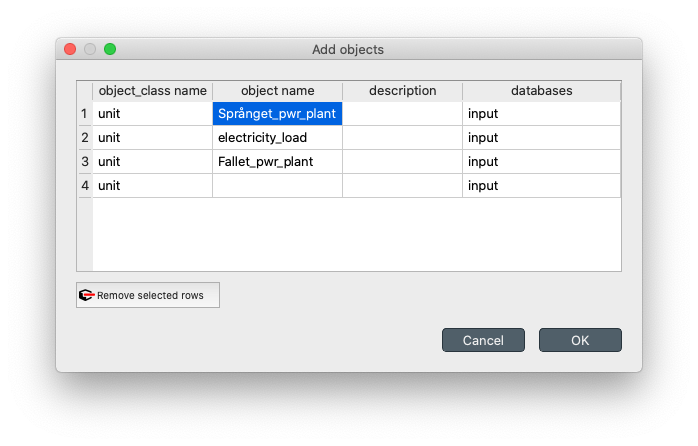 Add objects
object_class name object name description databases
1 unit Språnget_pwr_plant input
2 unit electricity_load input
3 unit Fallet_pwr_plant input
4 unit input
Remove selected rows
Cancel OK